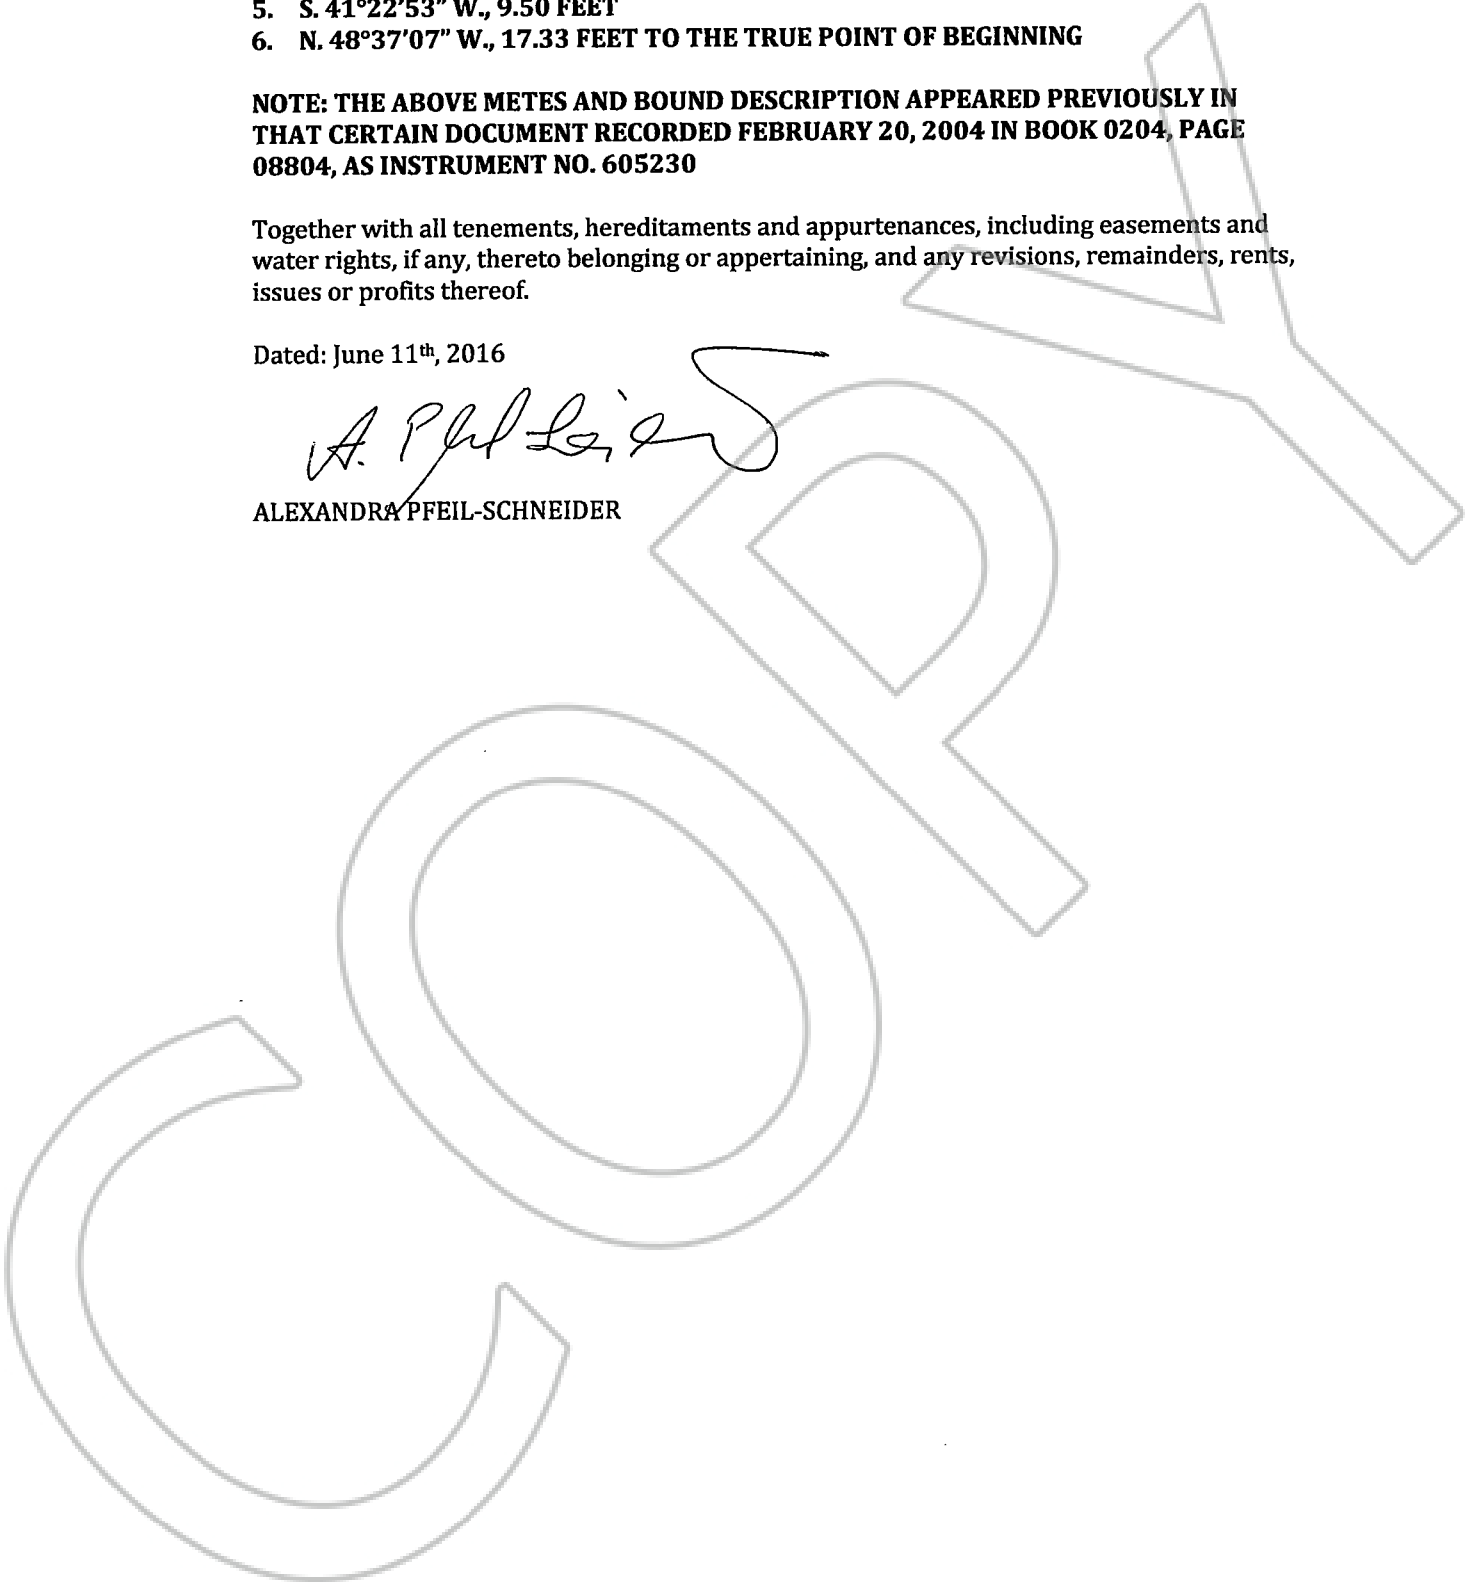 5. S. 41°22'53" W., 9.50 FEET
6. N. 48°37'07" W., 17.33 FEET TO THE TRUE POINT OF BEGINNING
NOTE: THE ABOVE METES AND BOUND DESCRIPTION APPEARED PREVIOUSLY IN
THAT CERTAIN DOCUMENT RECORDED FEBRUARY 20, 2004 IN BOOK 0204, PAGE
08804, AS INSTRUMENT NO. 605230
Together with all tenements, hereditaments and appurtenances, including easements and
water rights, if any, thereto belonging or appertaining, and any revisions, remainders, rents,
issues or profits thereof.
Dated: June 11th, 2016
A.
ALEXANDRA PFEIL-SCHNEIDER
COPY